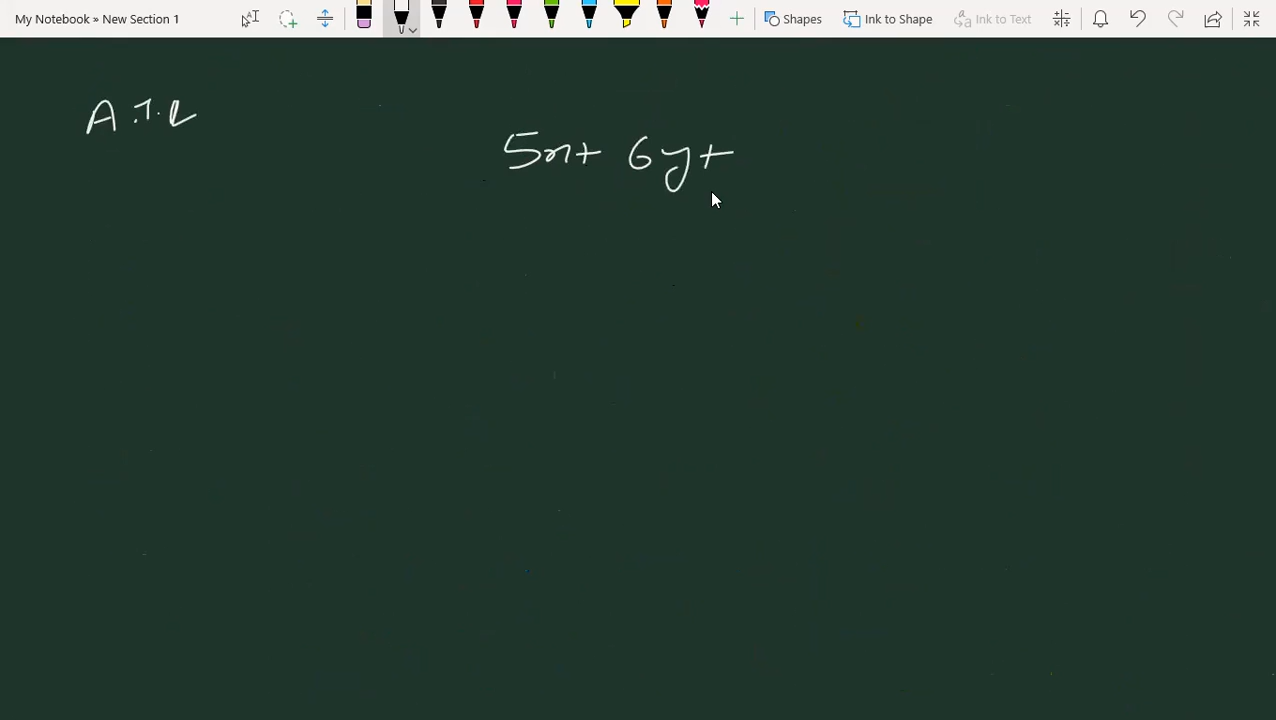 My Notebook » New Section 1
Shapes
Ink to Shape
Ink to Text
5x+ 6y+